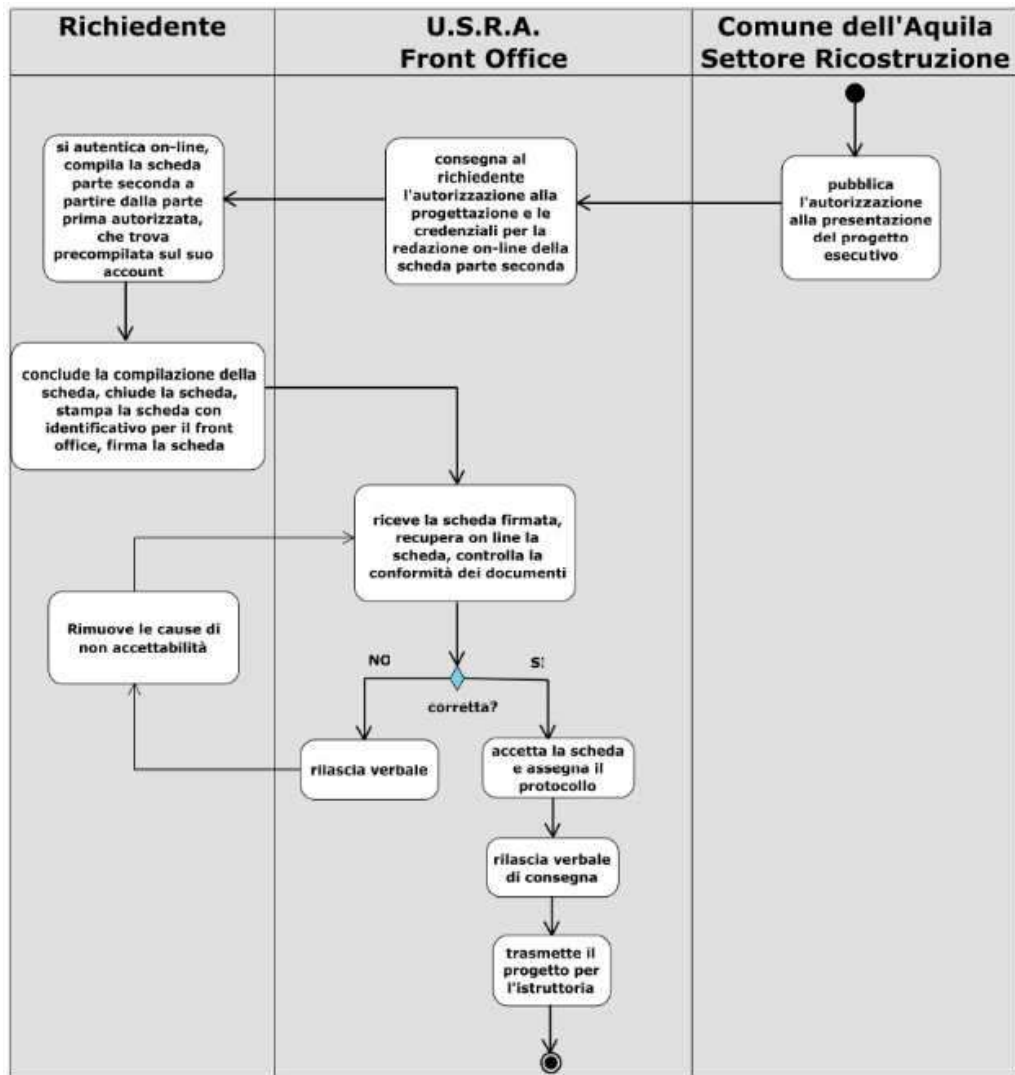 Richiedente
U.S.R.A.
Front Office
Comune dell'Aquila
Settore Ricostruzione
pubblica
l'autorizzazione
alla presentazione
del progetto
esecutivo
consegna al
richiedente
l'autorizzazione alla
progettazione e le
credenziali per la
redazione on-line della
scheda parte seconda
si autentica on-line,
compila la scheda
parte seconda a
partire dalla parte
prima autorizzata,
che trova
precompilata sul suo
account
conclude la compilazione della
scheda, chiude la scheda,
stampa la scheda con
identificativo per il front
office, firma la scheda
riceve la scheda firmata,
recupera on line la
scheda, controlla la
conformità dei documenti
corretta?
NO
rilascia verbale
Rimuove le cause di
non accettabilità
SI
accetta la scheda
e assegna il
protocollo
rilascia verbale
di consegna
trasmette il
progetto per
l'istruttoria